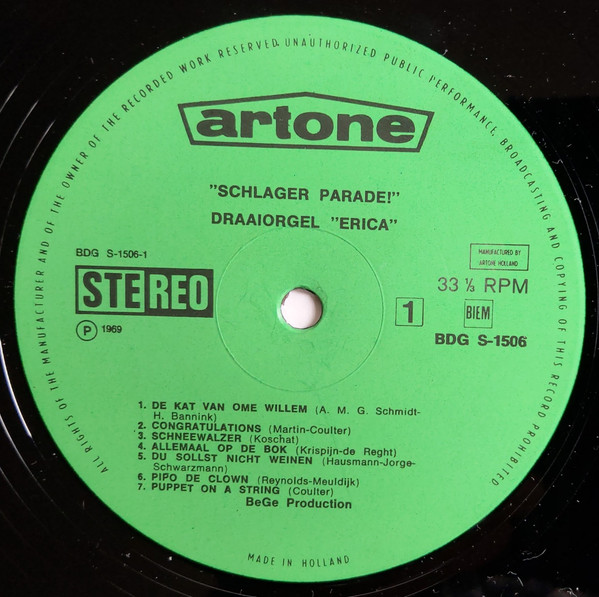 ALL RIGHTS OF THE MANUFACTURER AND OF THE OWNER OF THE RECORDED WORK RESERVED. UNAUTHORIZED PUBLIC PERFORMANCE, BROADCASTING AND COPYING OF THIS RECORD PROHIBITED
artone
"SCHLAGER PARADE!"
DRAAIORGEL "ERICA"
BDG S-1506-1
STEREO
P 1969
MANUFACTURED BY
ARTONE HOLLAND
33 ⅓ RPM
1 BIEM
BDG S-1506
1. DE KAT VAN OME WILLEM (A. M. G. Schmidt-
H. Bannink)
2. CONGRATULATIONS (Martin-Coulter)
3. SCHNEEWALZER (Koschat)
4. ALLEMAAL OP DE BOK (Krispijn-de Reght)
5. DU SOLLST NICHT WEINEN (Hausmann-Jorge-
Schwarzmann)
6. PIPO DE CLOWN (Reynolds-Meuldijk)
7. PUPPET ON A STRING (Coulter)
BeGe Production
MADE IN HOLLAND